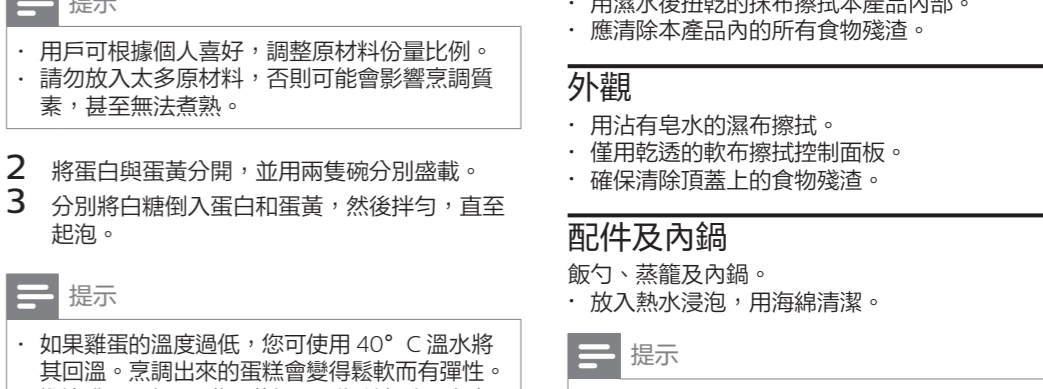 提示
· 用戶可根據個人喜好，調整原材料份量比例。
· 請勿放入太多原材料，否則可能會影響烹調質
素，甚至無法煮熟。
2 將蛋白與蛋黃分開，並用兩隻碗分別盛載。
3 分別將白糖倒入蛋白和蛋黃，然後拌勻，直至
起泡。
提示
· 如果雞蛋的溫度過低，您可使用 40°C 溫水將
其回溫。烹調出來的蛋糕會變得鬆軟而有彈性。
· 用濕水後扭乾的抹布擦拭本產品內部。
· 應清除本產品內的所有食物殘渣。
外觀
· 用沾有皂水的濕布擦拭。
· 僅用乾透的軟布擦拭控制面板。
· 確保清除頂蓋上的食物殘渣。
配件及內鍋
飯勺、蒸籠及內鍋。
· 放入熱水浸泡，用海綿清潔。
提示